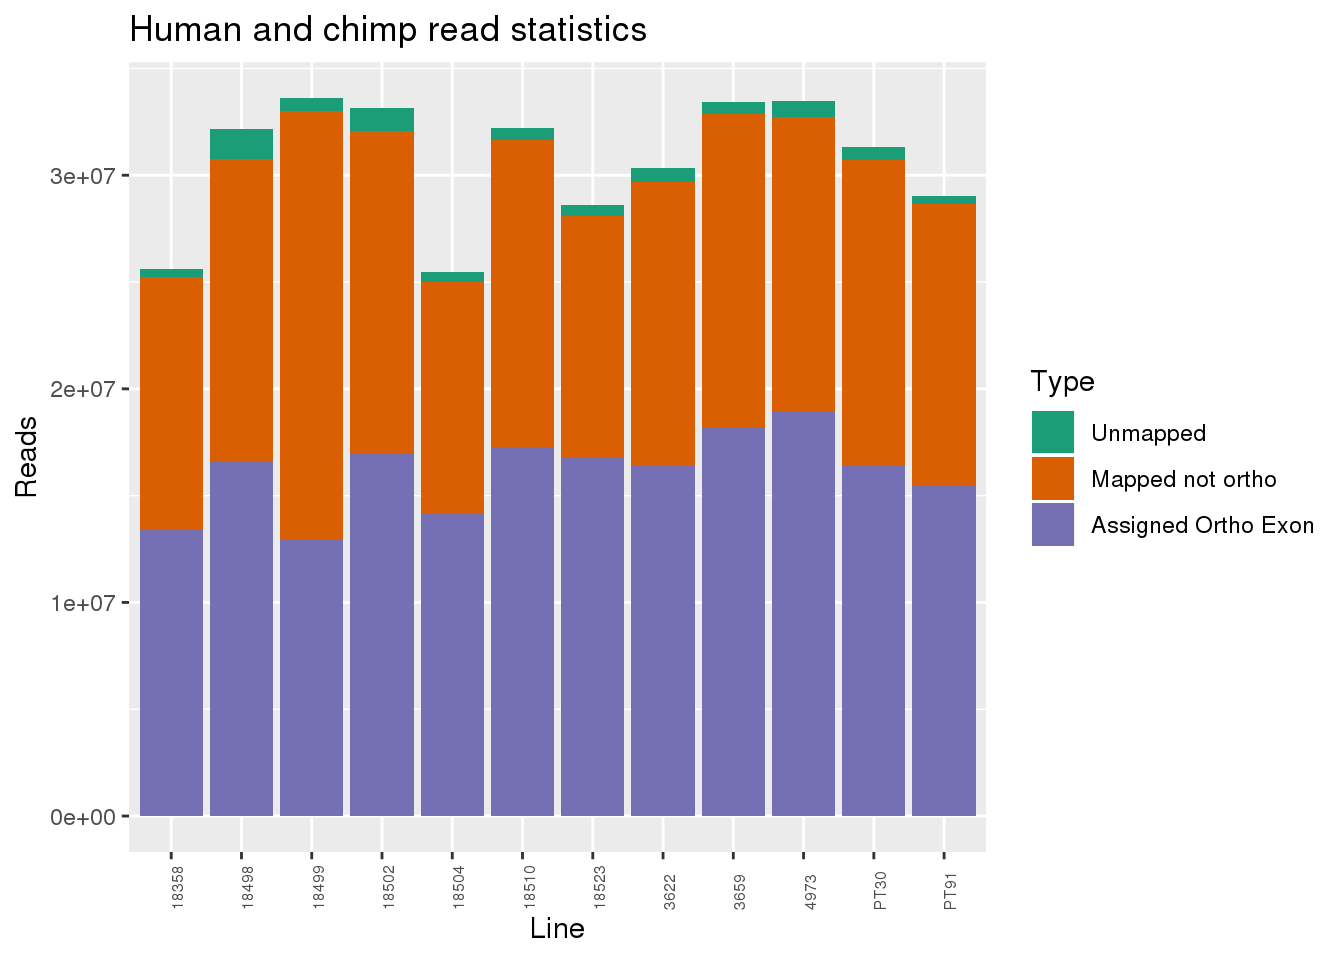 Human and chimp read statistics
Reads
3e+07
2e+07
1e+07
0e+00
18358
18498
18499
18502
18504
18510
18523
3622
3659
4973
PT30
PT91
Line
Type
Unmapped
Mapped not ortho
Assigned Ortho Exon